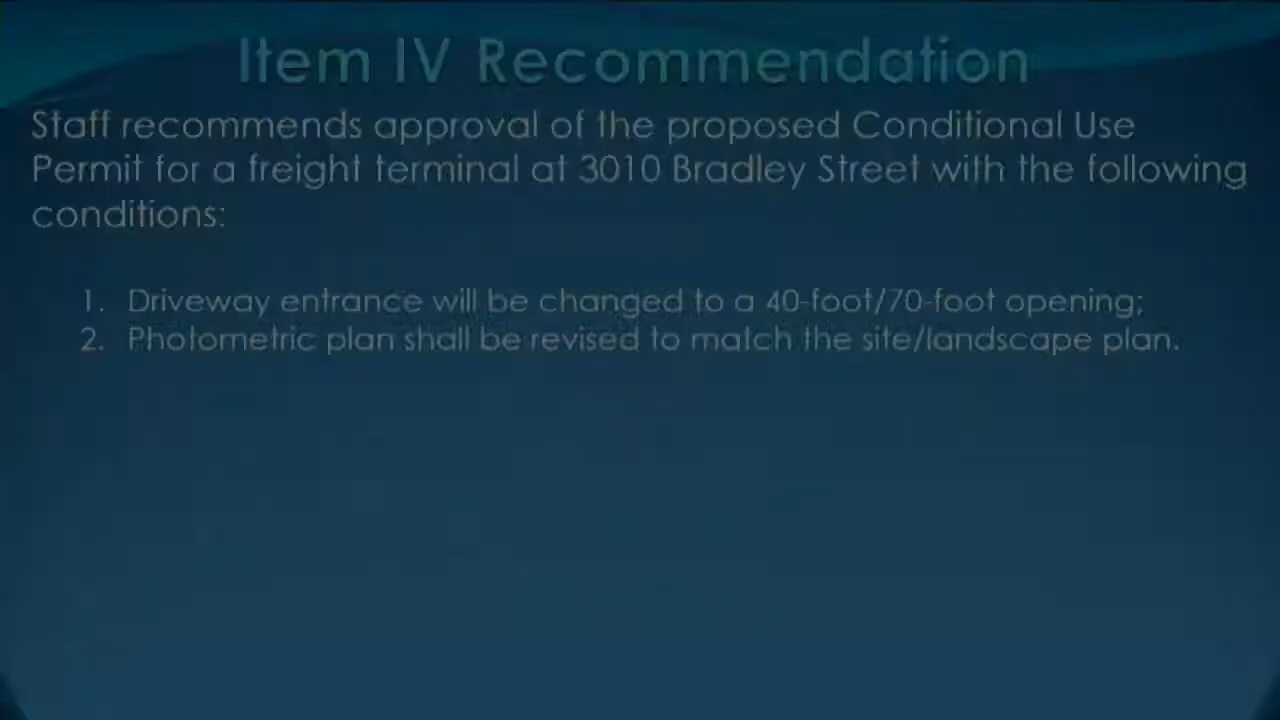 Item IV Recommendation
Staff recommends approval of the proposed Conditional Use
Permit for a freight terminal at 3010 Bradley Street with the following
conditions:
1. Driveway entrance will be changed to a 40-foot/70-foot opening;
2. Photometric plan shall be revised to match the site/landscape plan.